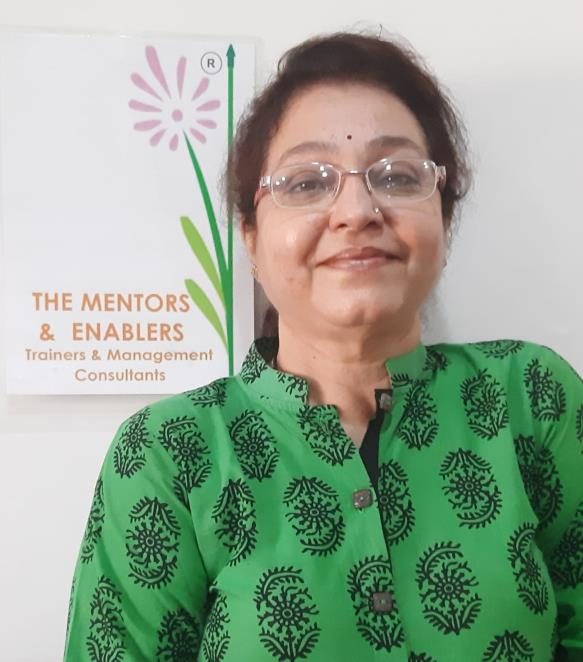 ®
THE MENTORS
& ENABLERS
Trainers & Management
Consultants